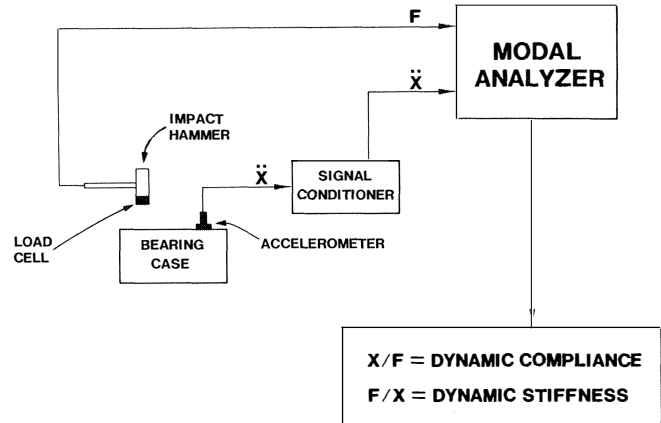 F
MODAL
ANALYZER
Ẍ
IMPACT
HAMMER
Ẍ
SIGNAL
CONDITIONER
LOAD
CELL
BEARING
CASE
ACCELEROMETER
X/F = DYNAMIC COMPLIANCE
F/X = DYNAMIC STIFFNESS